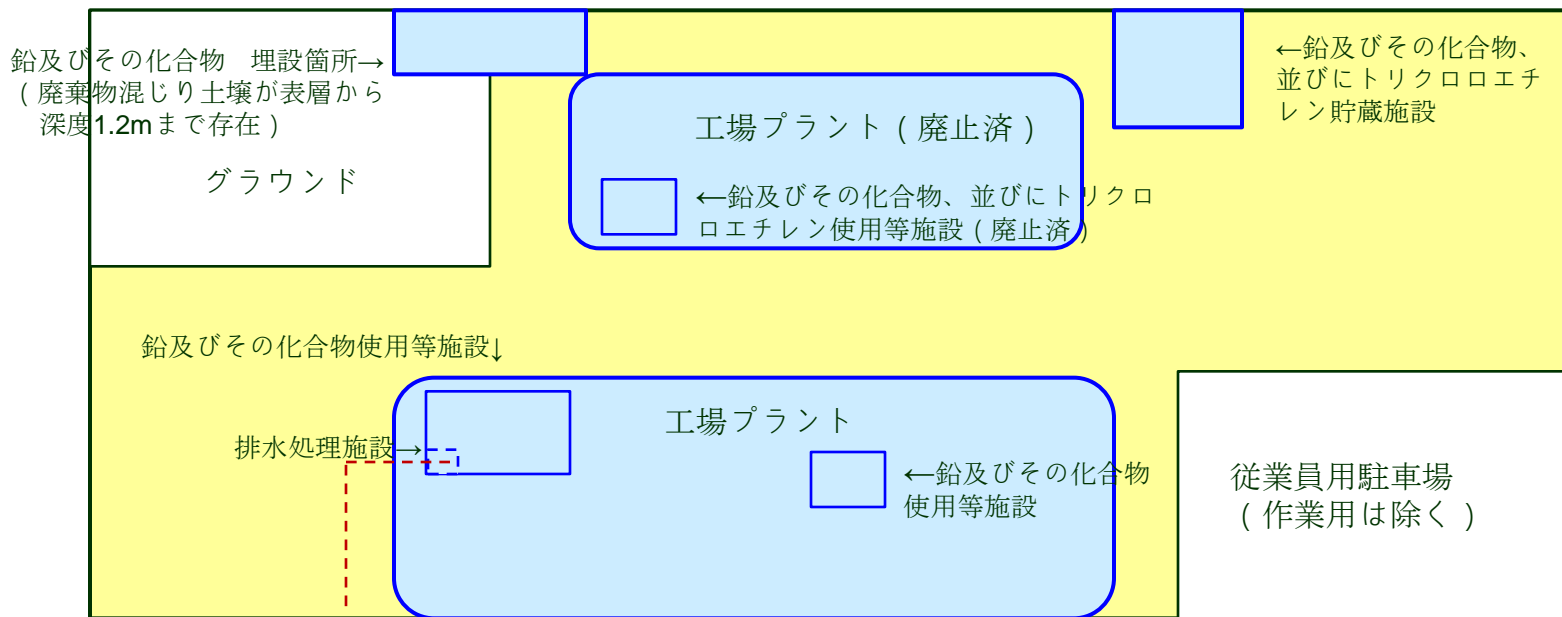 鉛及びその化合物　埋設箇所→
（廃棄物混じり土壌が表層から
深度1.2mまで存在）
グラウンド
工場プラント（廃止済）
←鉛及びその化合物、並びにトリクロ
ロエチレン使用等施設（廃止済）
←鉛及びその化合物、
並びにトリクロロエチ
レン貯蔵施設
鉛及びその化合物使用等施設↓
工場プラント
排水処理施設→
←鉛及びその化合物
使用等施設
従業員用駐車場
（作業用は除く）